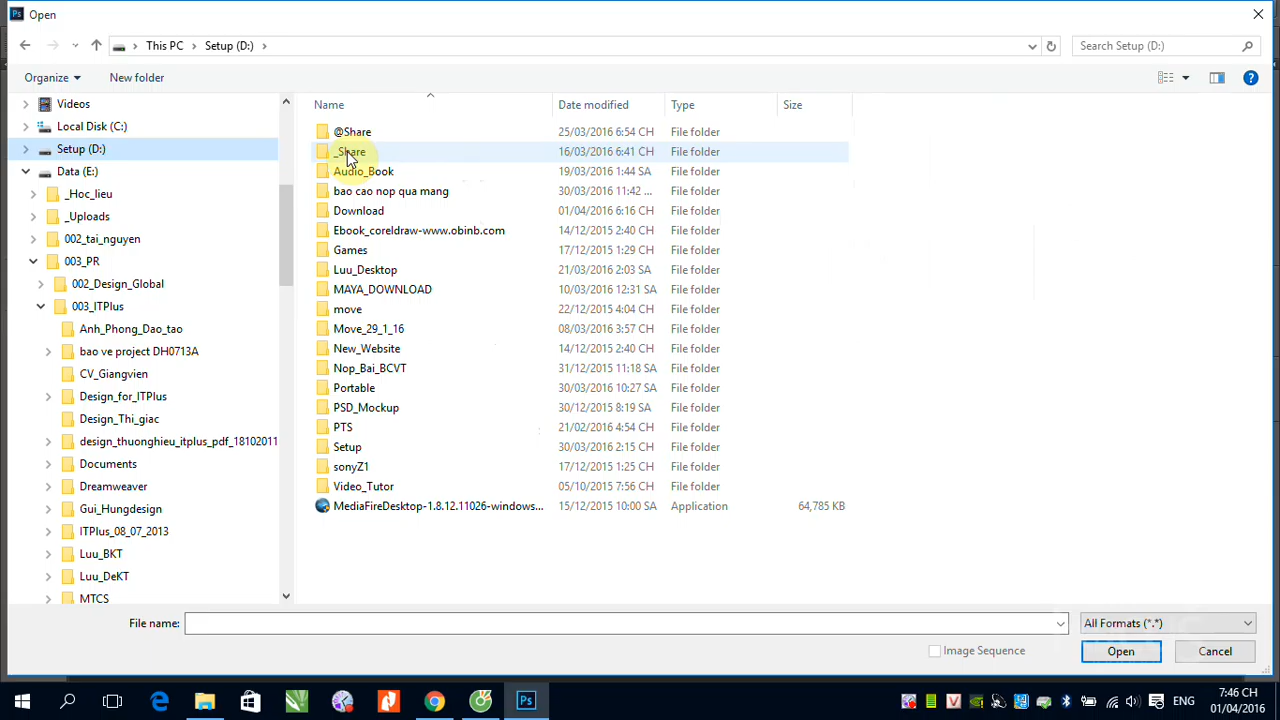 Open
This PC
Setup (D:)
Search Setup (D:)
Organize
New folder
Videos
Local Disk (C:)
Setup (D:)
Data (E:)
_Hoc_lieu
_Uploads
002_tai_nguyen
003_PR
002_Design_Global
003_ITPlus
Anh_Phong_Dao_tao
bao ve project DH0713A
CV_Giangvien
Design_for_ITPlus
Design_Thi_giac
design_thuonghieu_itplus_pdf_18102011
Documents
Dreamweaver
Gui_Hungdesign
ITPlus_08_07_2013
Luu_BKT
Luu_DeKT
MTCS
Name Date modified Type Size
@Share 25/03/2016 6:54 CH File folder
_Share 16/03/2016 6:41 CH File folder
Audio_Book 19/03/2016 1:44 SA File folder
bao cao nop qua mang 30/03/2016 11:42 ... File folder
Download 01/04/2016 6:16 CH File folder
Ebook_coreldraw-www.obinb.com 14/12/2015 2:40 CH File folder
Games 17/12/2015 1:29 CH File folder
Luu_Desktop 21/03/2016 2:03 SA File folder
MAYA_DOWNLOAD 10/03/2016 12:31 SA File folder
move 22/12/2015 4:04 CH File folder
Move_29_1_16 08/03/2016 3:57 CH File folder
New_Website 14/12/2015 2:40 CH File folder
Nop_Bai_BCVT 31/12/2015 11:18 SA File folder
Portable 30/03/2016 10:27 SA File folder
PSD_Mockup 30/12/2015 8:19 SA File folder
PTS 21/02/2016 4:54 CH File folder
Setup 30/03/2016 2:15 CH File folder
sonyZ1 17/12/2015 1:25 CH File folder
Video_Tutor 05/10/2015 7:56 CH File folder
MediaFireDesktop-1.8.12.11026-windows... 15/12/2015 10:00 SA Application 64,785 KB
File name:
All Formats (*.*)
Image Sequence
Open
Cancel
ENG
7:46 CH
01/04/2016